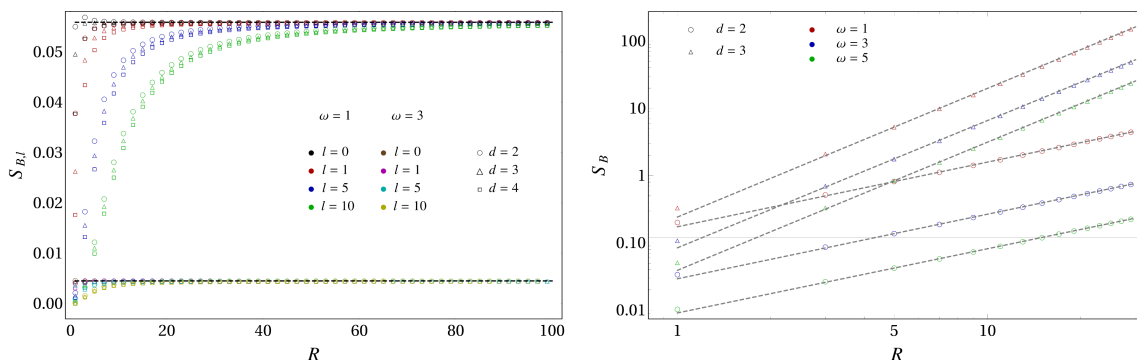 0.05
0.04
0.03
0.02
0.01
0.00
S_{B,l}
0 20 40 60 80 100
R
ω = 1 ω = 3
l = 0 l = 0
l = 1 l = 1
l = 5 l = 5
l = 10 l = 10
d = 2
d = 3
d = 4
100
10
1
0.10
0.01
S_B
1 5 10
R
d = 2
d = 3
ω = 1
ω = 3
ω = 5